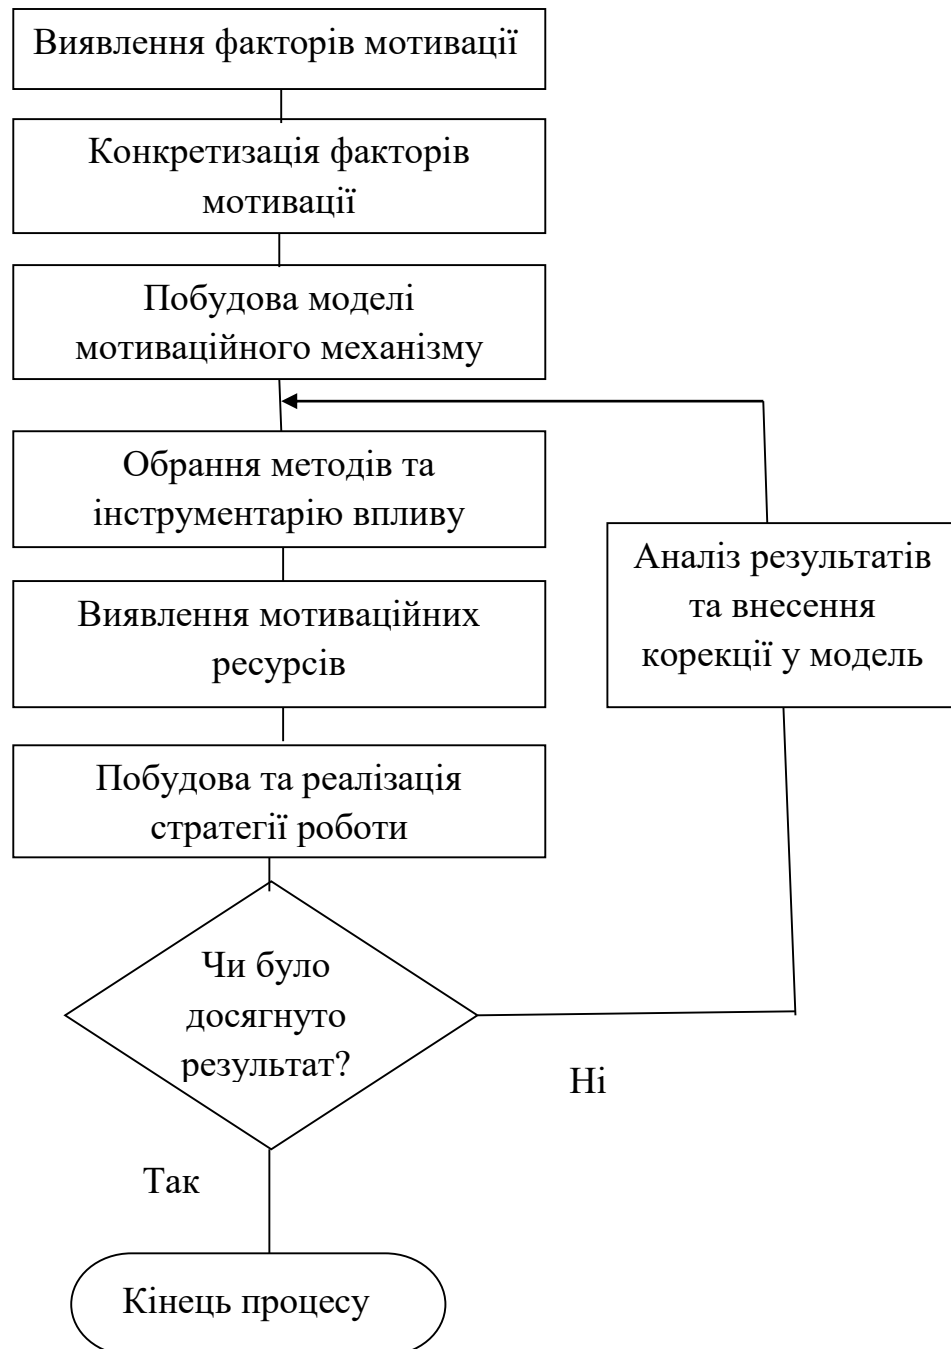 Виявлення факторів мотивації
Конкретизація факторів
мотивації
Побудова моделі
мотиваційного механізму
Обрання методів та
інструментарію впливу
Виявлення мотиваційних
ресурсів
Побудова та реалізація
стратегії роботи
Аналіз результатів
та внесення
корекції у модель
Чи було
досягнуто
результат?
Ні
Так
Кінець процесу